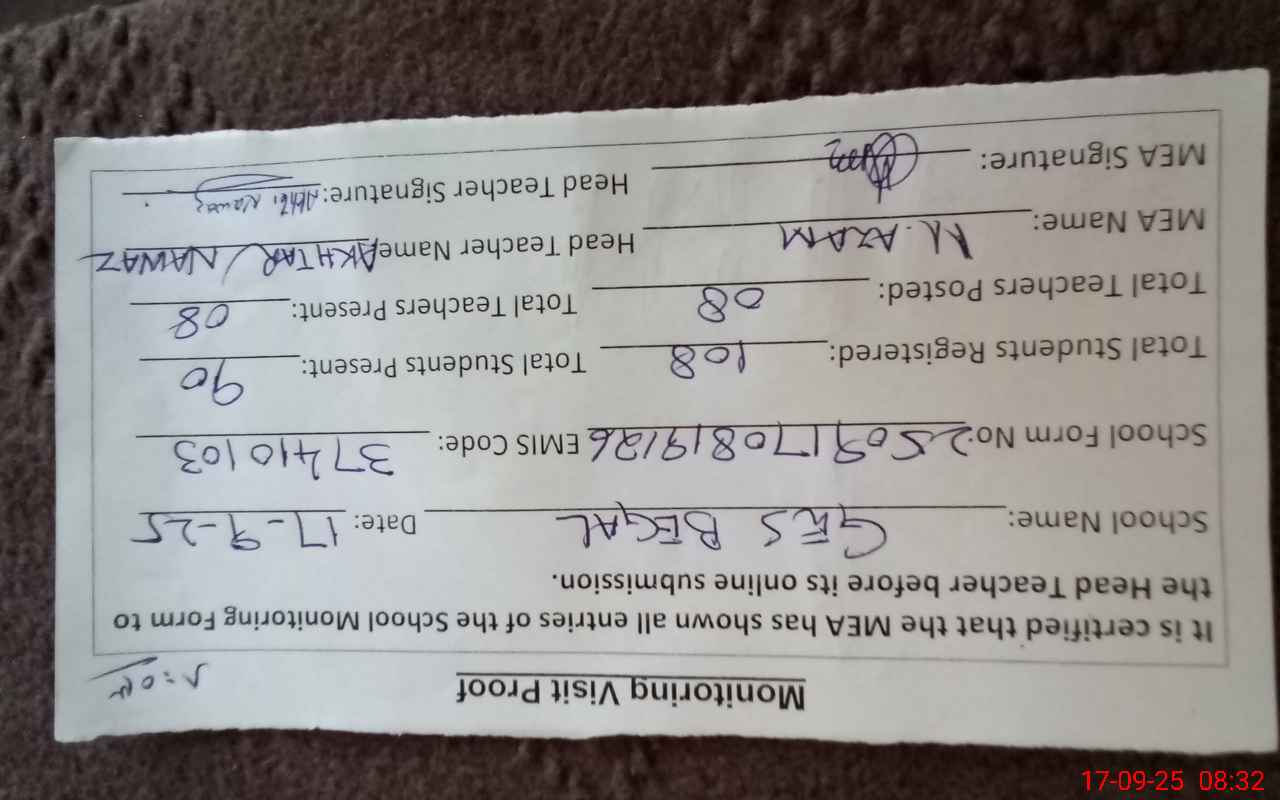 Monitoring Visit Proof
It is certified that the MEA has shown all entries of the School Monitoring Form to
the Head Teacher before its online submission.
School Name: GES BEGAL Date: 17-9-25
School Form No: 2509170819126 EMIS Code: 37410103
Total Students Registered: 108 Total Students Present: 90
Total Teachers Posted: 08 Total Teachers Present: 08
MEA Name: M. AZAM Head Teacher Name AKHTAR NAWAZ
MEA Signature: Head Teacher Signature:
17-09-25 08:32